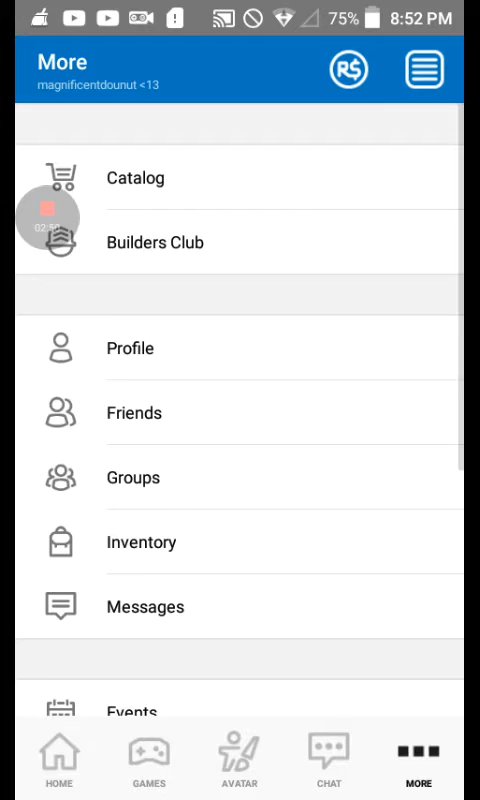 75% 8:52 PM
More
magnificentdounut <13
R$
Catalog
Builders Club
Profile
Friends
Groups
Inventory
Messages
Events
HOME GAMES AVATAR CHAT MORE